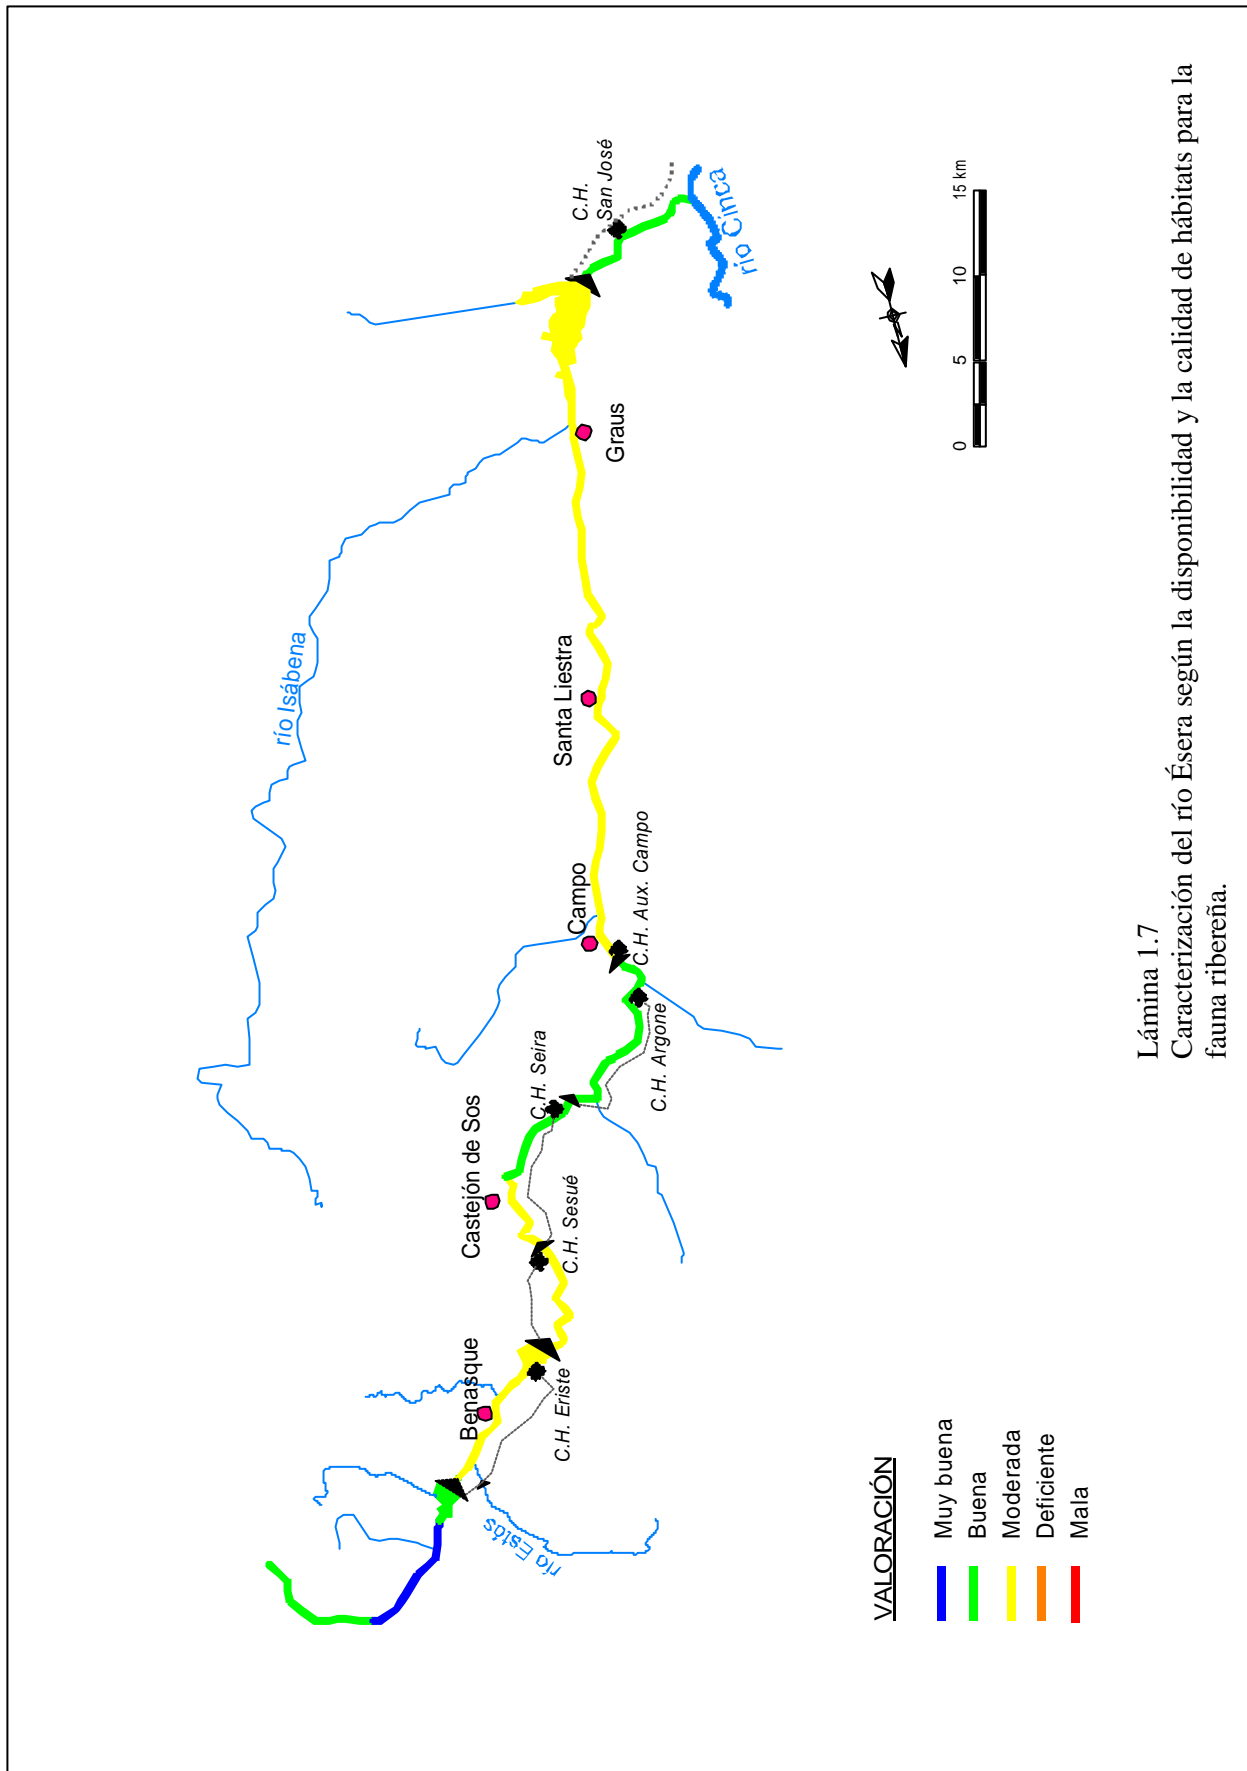 río Isábena
C.H.
San José
río Cinca
Graus
Santa Liestra
Campo
C.H. Aux. Campo
C.H. Argone
C.H. Seira
Castejón de Sos
C.H. Sesué
Benasque
C.H. Eriste
río Estós
0 5 10 15 km
VALORACIÓN
Muy buena
Buena
Moderada
Deficiente
Mala
Lámina 1.7
Caracterización del río Ésera según la disponibilidad y la calidad de hábitats para la
fauna ribereña.